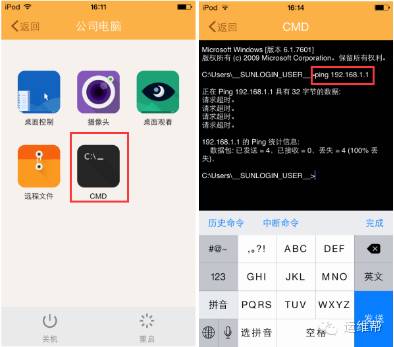 iPod
16:11
返回
公司电脑
桌面控制
摄像头
桌面观看
远程文件
C:\_
CMD
关机
重启
iPod
16:14
返回
CMD
Microsoft Windows [版本 6.1.7601]
版权所有 (c) 2009 Microsoft Corporation。保留所有权利。
C:\Users\__SUNLOGIN_USER__>ping 192.168.1.1
正在 Ping 192.168.1.1 具有 32 字节的数据:
请求超时。
请求超时。
请求超时。
请求超时。
192.168.1.1 的 Ping 统计信息:
数据包: 已发送 = 4，已接收 = 0，丢失 = 4 (100% 丢
失)，
C:\Users\__SUNLOGIN_USER__>
历史命令
中断命令
完成
#@~
,。?!
ABC
DEF
123
GHI
JKL
MNO
英文
拼音
PQRS
TUV
WXYZ
发送
选拼音
空格
运维帮